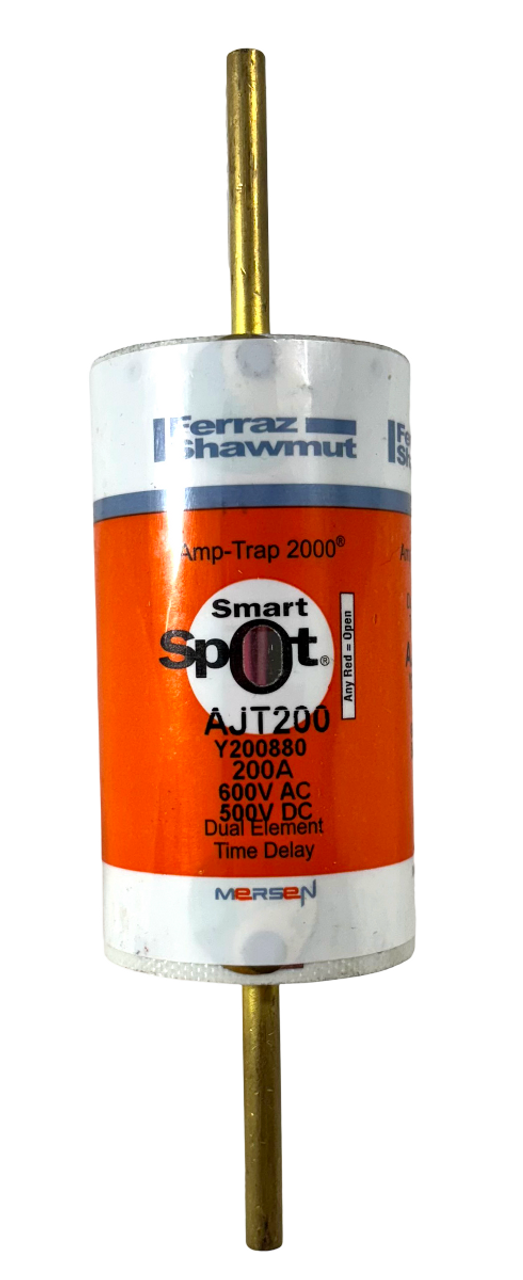 Ferraz
Shawmut
Amp-Trap 2000®
Smart
Spot®
Any Red = Open
AJT200
Y200880
200A
600V AC
500V DC
Dual Element
Time Delay
MERSEN